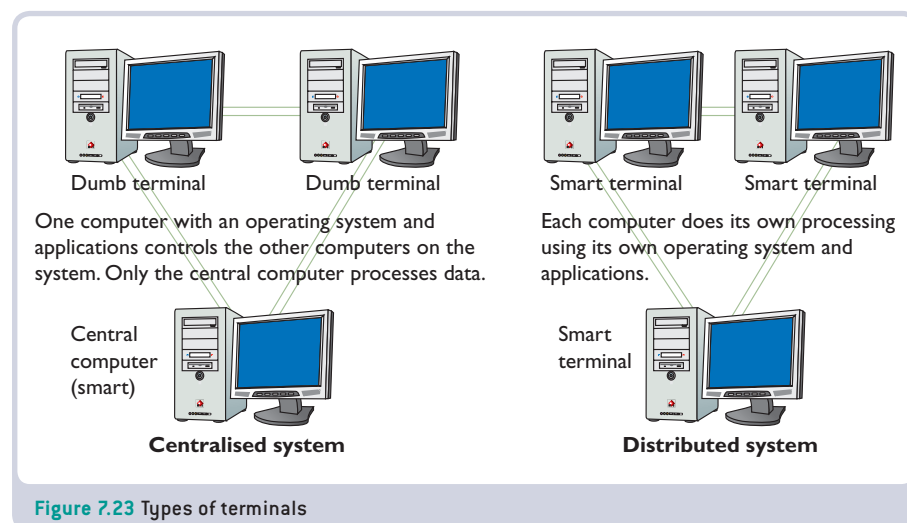 Dumb terminal
Dumb terminal
One computer with an operating system and
applications controls the other computers on the
system. Only the central computer processes data.
Central
computer
(smart)
Centralised system
Smart terminal
Smart terminal
Each computer does its own processing
using its own operating system and
applications.
Smart
terminal
Distributed system
Figure 7.23 Types of terminals